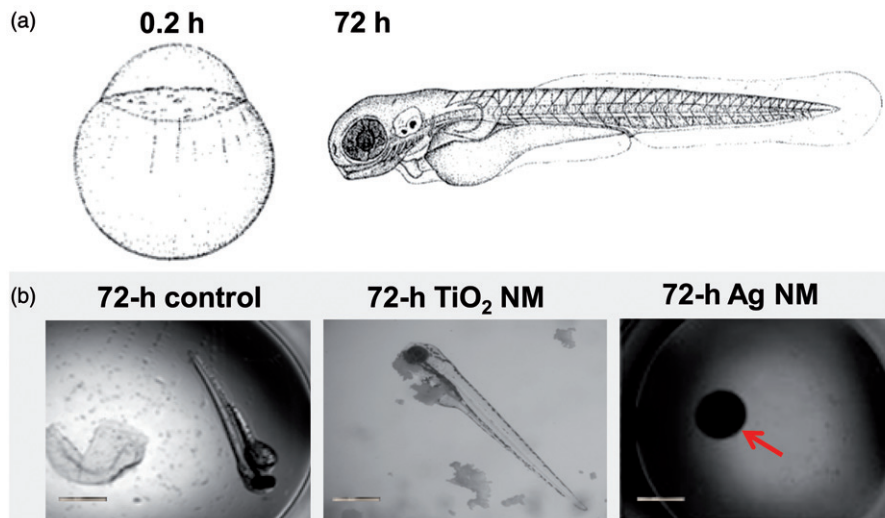 (a)
0.2 h
72 h
(b)
72-h control
72-h TiO₂ NM
72-h Ag NM